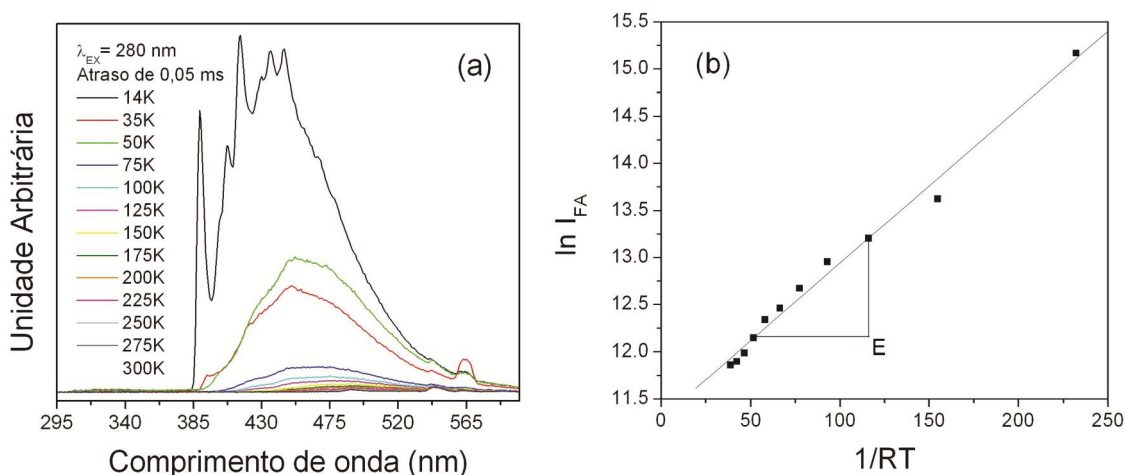 (a)
λEX = 280 nm
Atraso de 0,05 ms
14K
35K
50K
75K
100K
125K
150K
175K
200K
225K
250K
275K
300K
Unidade Arbitrária
295 340 385 430 475 520 565
Comprimento de onda (nm)
(b)
15.5
15.0
14.5
14.0
13.5
13.0
12.5
12.0
11.5
ln IFA
E
0 50 100 150 200 250
1/RT